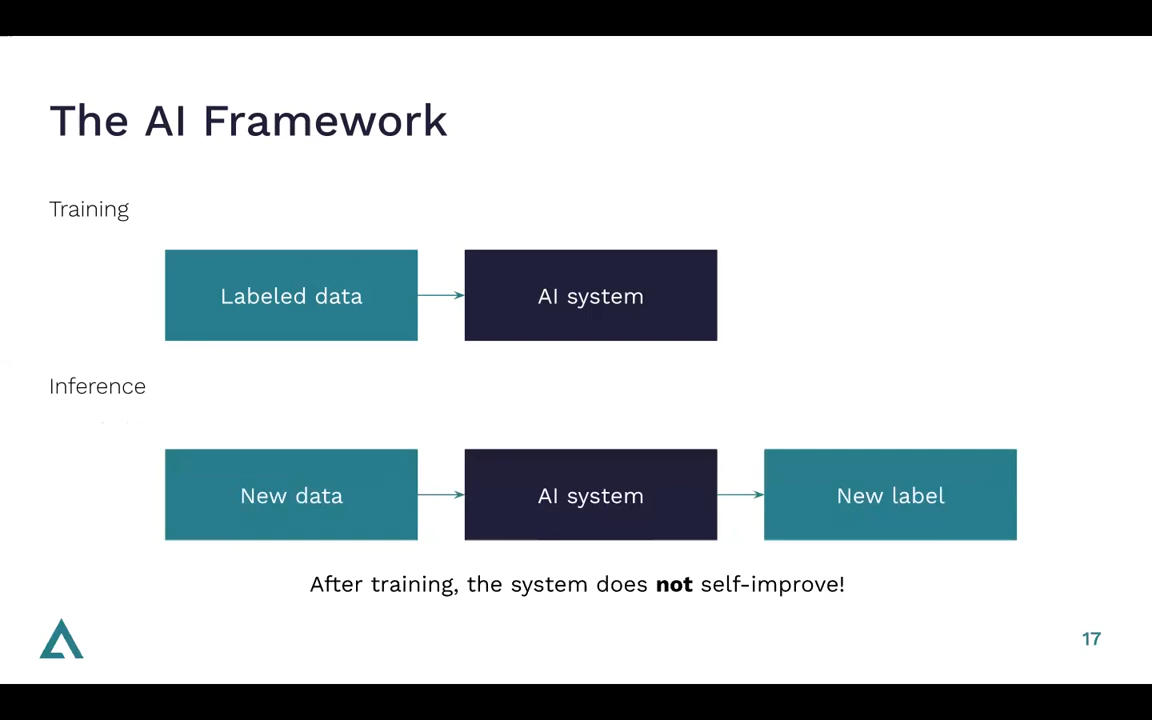 The AI Framework
Training
Labeled data
AI system
Inference
New data
AI system
New label
After training, the system does not self-improve!
17